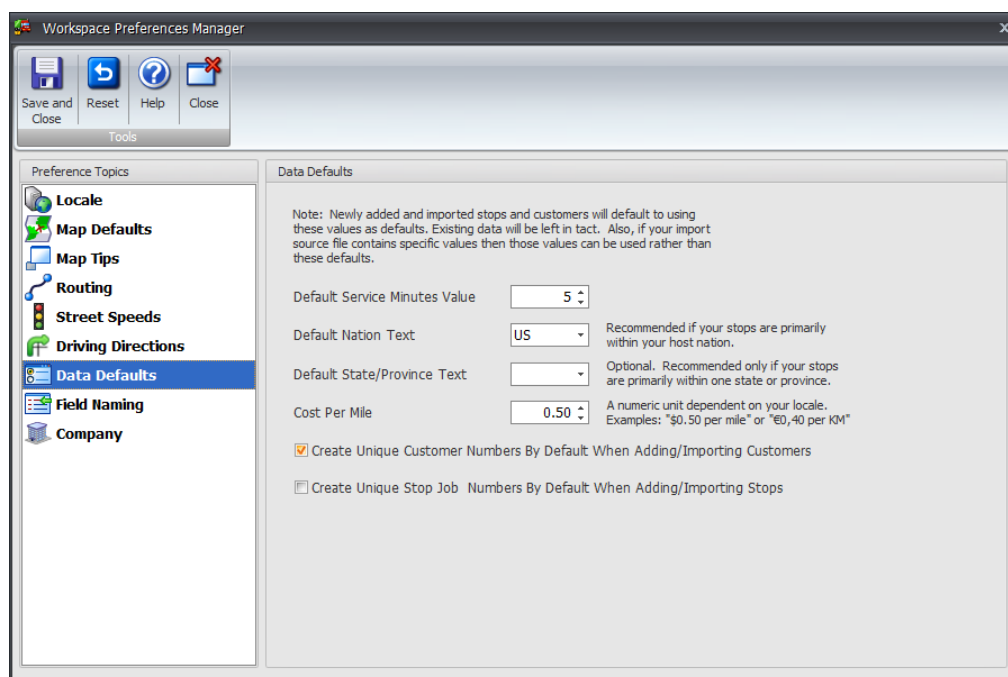 Workspace Preferences Manager
x
Save and
Close
Reset
Help
Close
Tools
Preference Topics
Locale
Map Defaults
Map Tips
Routing
Street Speeds
Driving Directions
Data Defaults
Field Naming
Company
Data Defaults
Note: Newly added and imported stops and customers will default to using
these values as defaults. Existing data will be left in tact. Also, if your import
source file contains specific values then those values can be used rather than
these defaults.
Default Service Minutes Value 5
Default Nation Text US
Recommended if your stops are primarily
within your host nation.
Default State/Province Text
Optional. Recommended only if your stops
are primarily within one state or province.
Cost Per Mile 0.50
A numeric unit dependent on your locale.
Examples: "$0.50 per mile" or "€0,40 per KM"
Create Unique Customer Numbers By Default When Adding/Importing Customers
Create Unique Stop Job Numbers By Default When Adding/Importing Stops